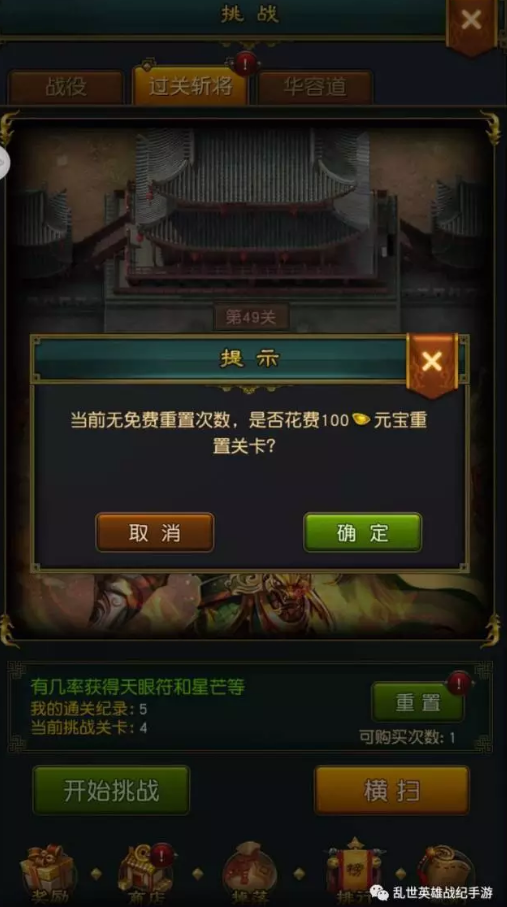 挑 战
战役
过关斩将
华容道
第49关
提 示
当前无免费重置次数，是否花费100元宝重
置关卡？
取 消
确 定
有几率获得天眼符和星芒等
我的通关纪录: 5
当前挑战关卡: 4
重 置
可购买次数: 1
开始挑战
横 扫
奖励
商店
乱世英雄战纪手游